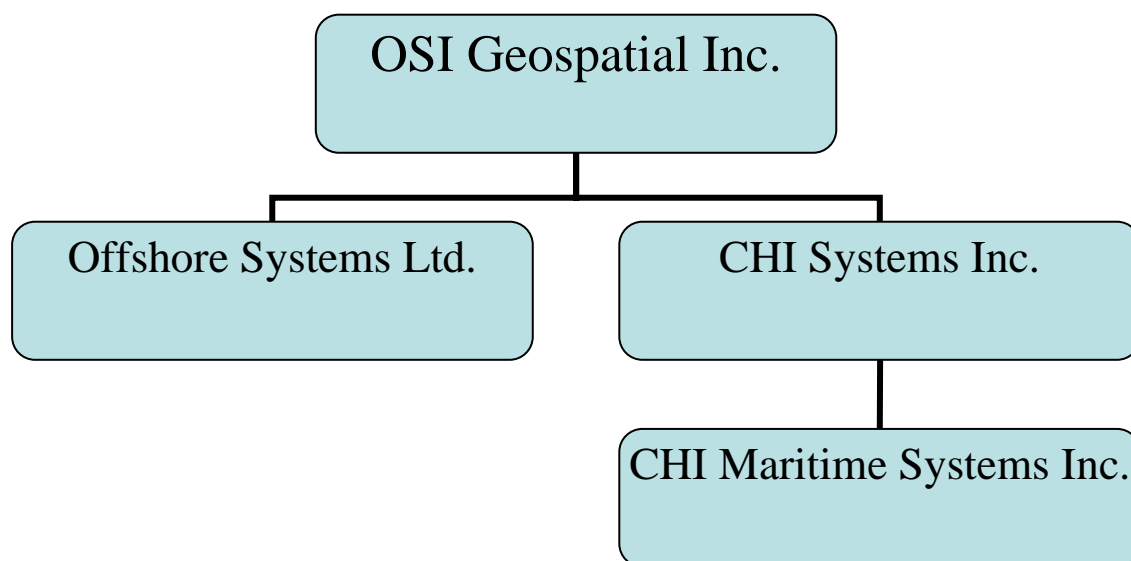 OSI Geospatial Inc.
Offshore Systems Ltd.
CHI Systems Inc.
CHI Maritime Systems Inc.